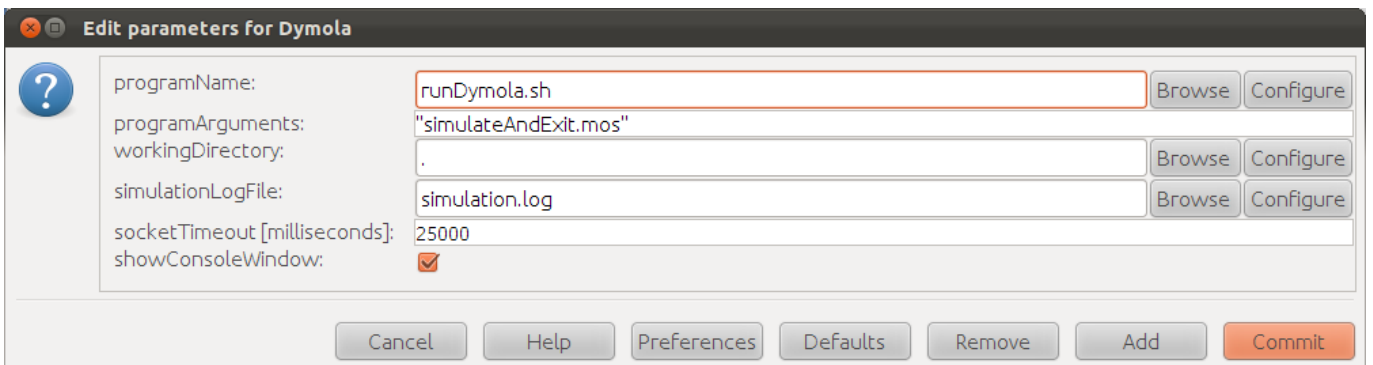 Edit parameters for Dymola
programName: runDymola.sh Browse Configure
programArguments: "simulateAndExit.mos"
workingDirectory: . Browse Configure
simulationLogFile: simulation.log Browse Configure
socketTimeout [milliseconds]: 25000
showConsoleWindow:
Cancel Help Preferences Defaults Remove Add Commit